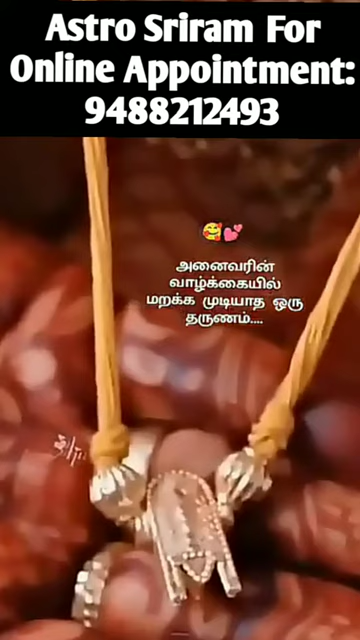 Astro Sriram For
Online Appointment:
9488212493
🥰💕
அனைவரின்
வாழ்க்கையில்
மறக்க முடியாத ஒரு
தருணம்....